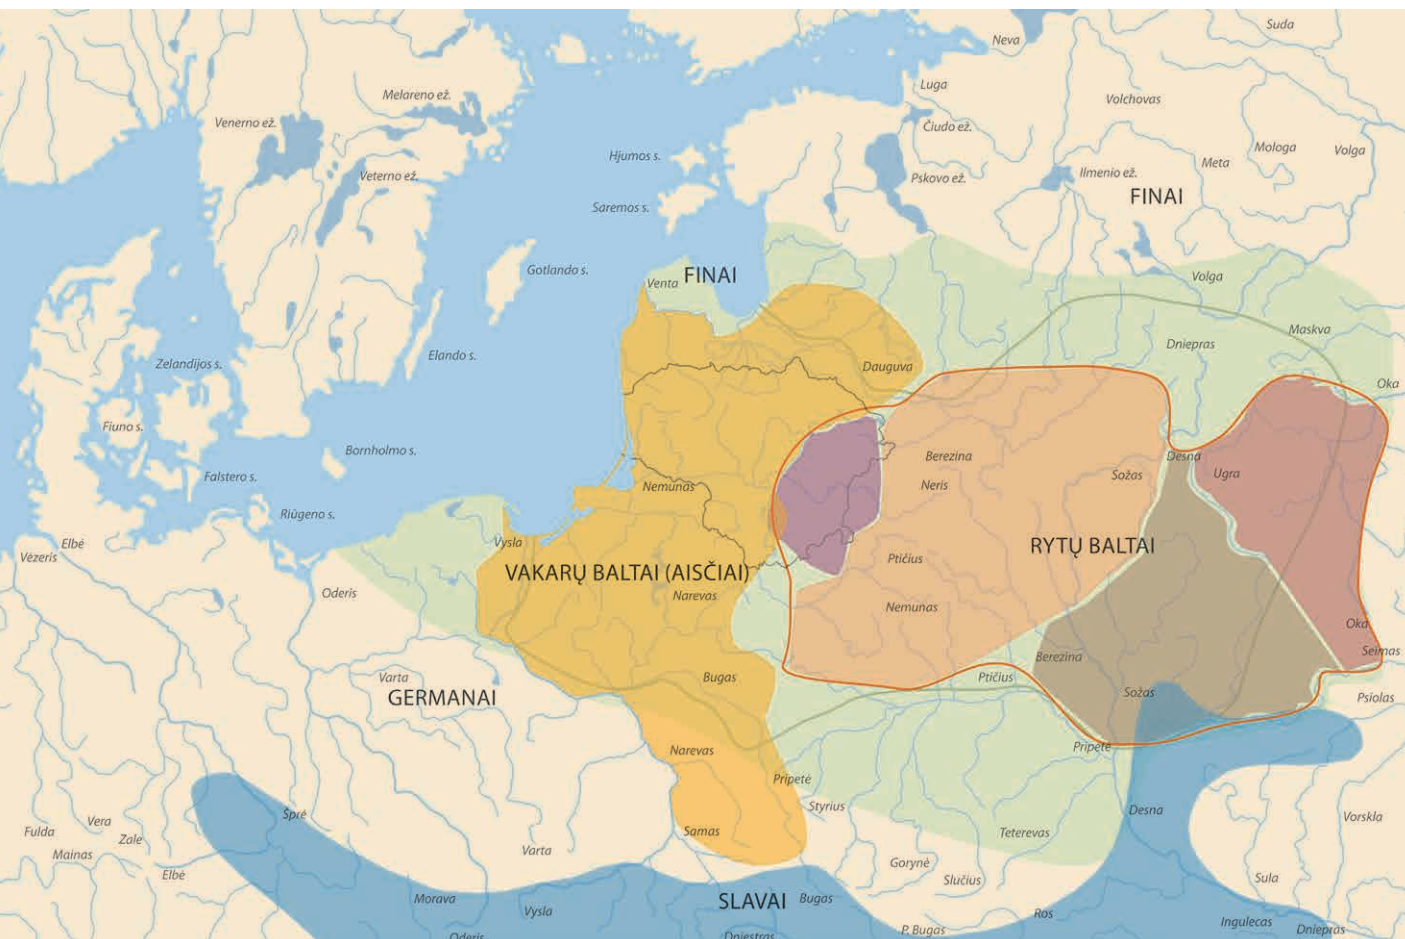 Suda
Neva
Luga
Melareno ež.
Volchovas
Venerno ež.
Čiudo ež.
Mologa
Volga
Hjumos s.
Meta
Veterno ež.
Pskovo ež.
Ilmenio ež.
FINAI
Saremos s.
Gotlando s.
FINAI
Venta
Volga
Maskva
Dniepras
Elando s.
Zelandijos s.
Dauguva
Oka
Fiuno s.
Bornholmo s.
Berezina
Desna
Falstero s.
Sožas
Ugra
Nemunas
Neris
Riūgeno s.
Elbė
Vysla
RYTŲ BALTAI
Vėzeris
Ptičius
VAKARŲ BALTAI (AISČIAI)
Oderis
Narevas
Nemunas
Oka
Seimas
Berezina
Varta
Bugas
Ptičius
GERMANAI
Sožas
Psiolas
Narevas
Pripetė
Pripetė
Styrius
Desna
Šprė
Vorskla
Vera
Fulda
Samas
Teterevas
Zale
Mainas
Varta
Gorynė
Elbė
Slučius
Sula
Morava
SLAVAI
Bugas
Vysla
Ros
Ingulecas
P. Bugas
Dniepras
Oderis
Dniestras